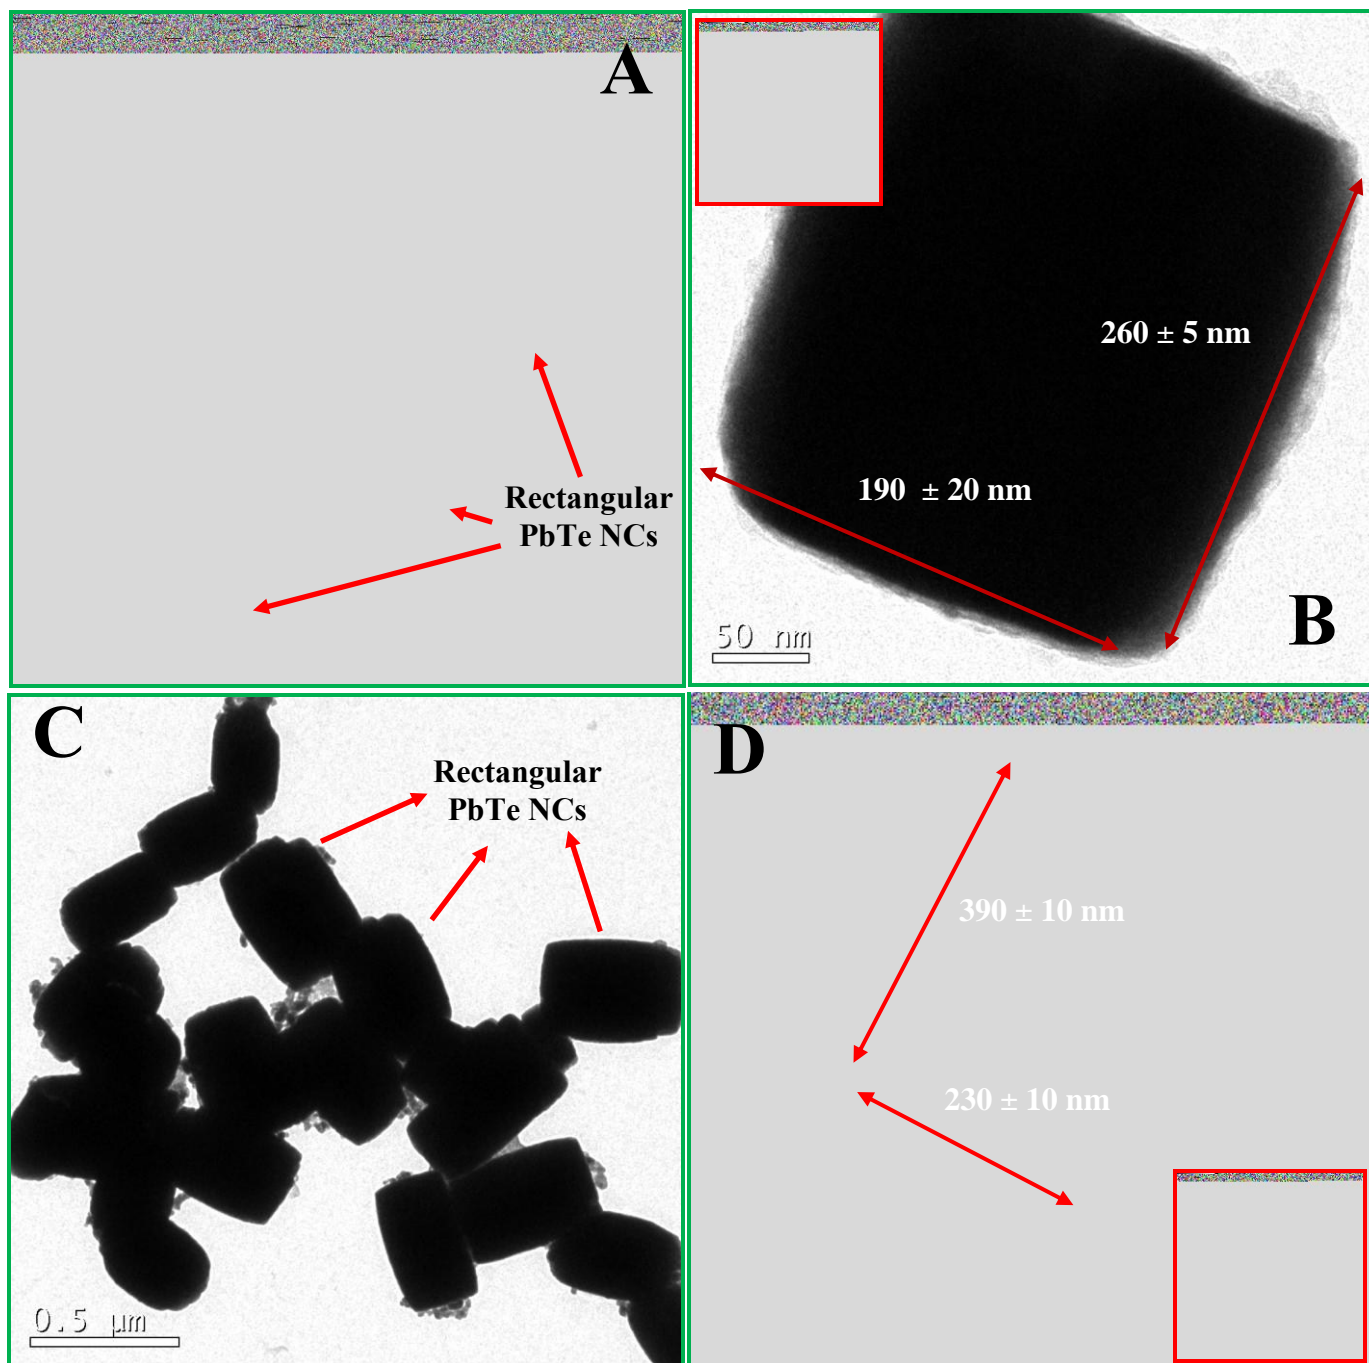 A
Rectangular
PbTe NCs
260 ± 5 nm
190 ± 20 nm
B
50 nm
C
Rectangular
PbTe NCs
0.5 µm
D
390 ± 10 nm
230 ± 10 nm